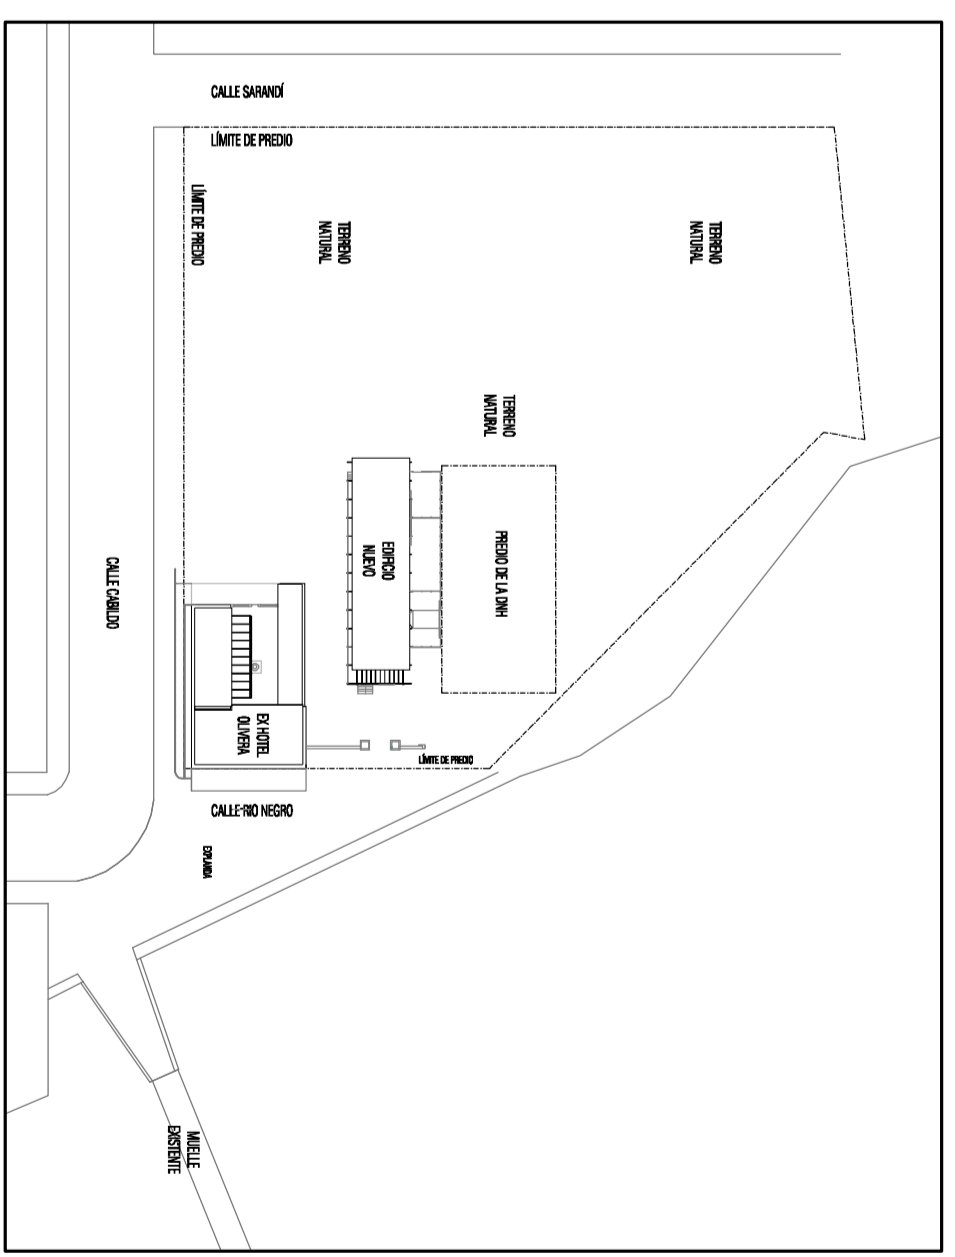 CALLE SARANDÍ
LÍMITE DE PREDIO
LÍMITE DE PREDIO
TERRENO
NATURAL
TERRENO
NATURAL
TERRENO
NATURAL
EDIFICIO
NUEVO
PREDIO DE LA DNH
CALLE CABILDO
EX HOTEL
OLIVERA
LÍMITE DE PREDIO
CALLE-RIO NEGRO
EXPLANDA
MUELLE
EXISTENTE